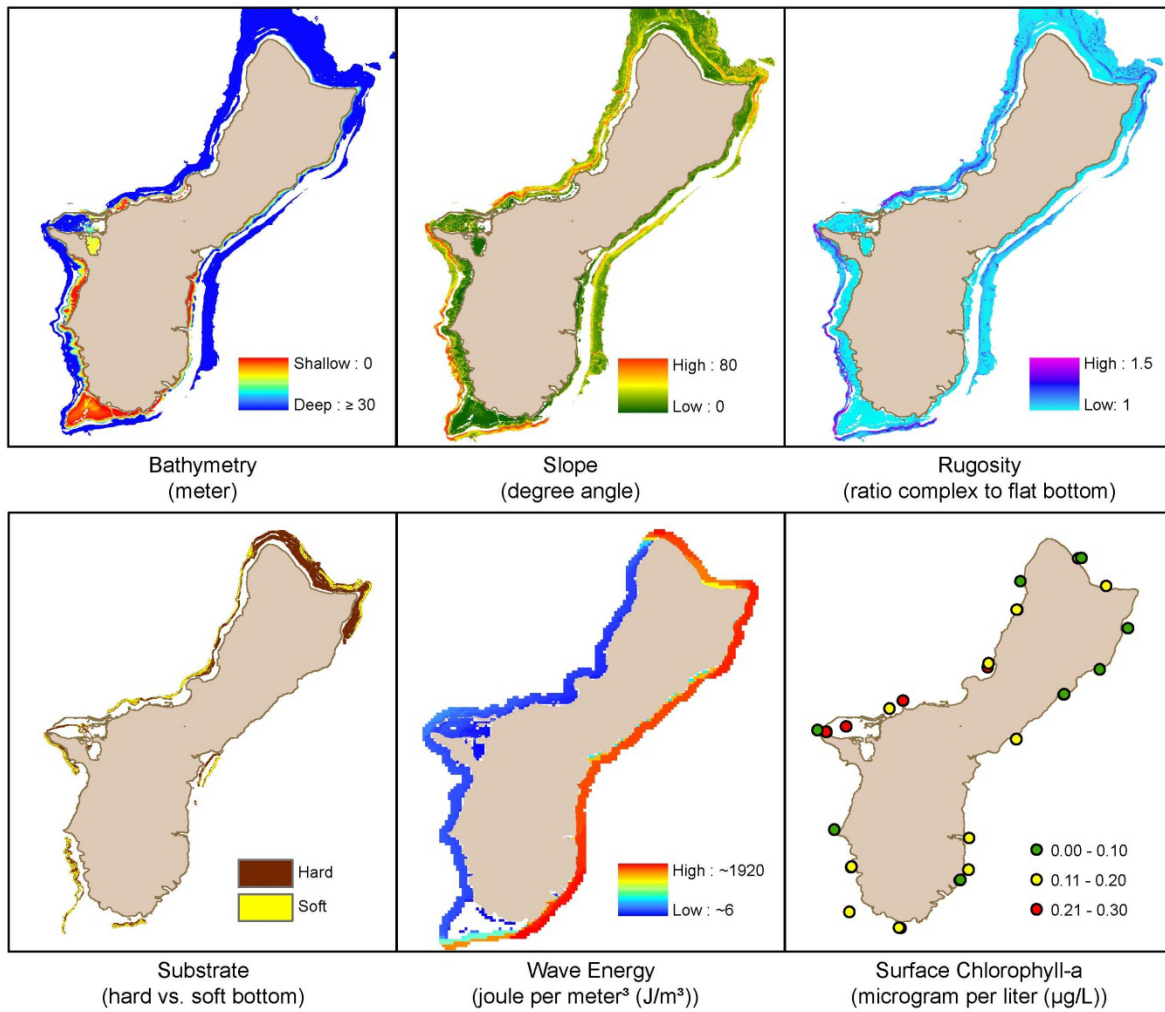 Shallow : 0
Deep : ≥ 30
Bathymetry
(meter)
High : 80
Low : 0
Slope
(degree angle)
High : 1.5
Low: 1
Rugosity
(ratio complex to flat bottom)
Hard
Soft
Substrate
(hard vs. soft bottom)
High : ~1920
Low : ~6
Wave Energy
(joule per meter³ (J/m³))
0.00 - 0.10
0.11 - 0.20
0.21 - 0.30
Surface Chlorophyll-a
(microgram per liter (µg/L))